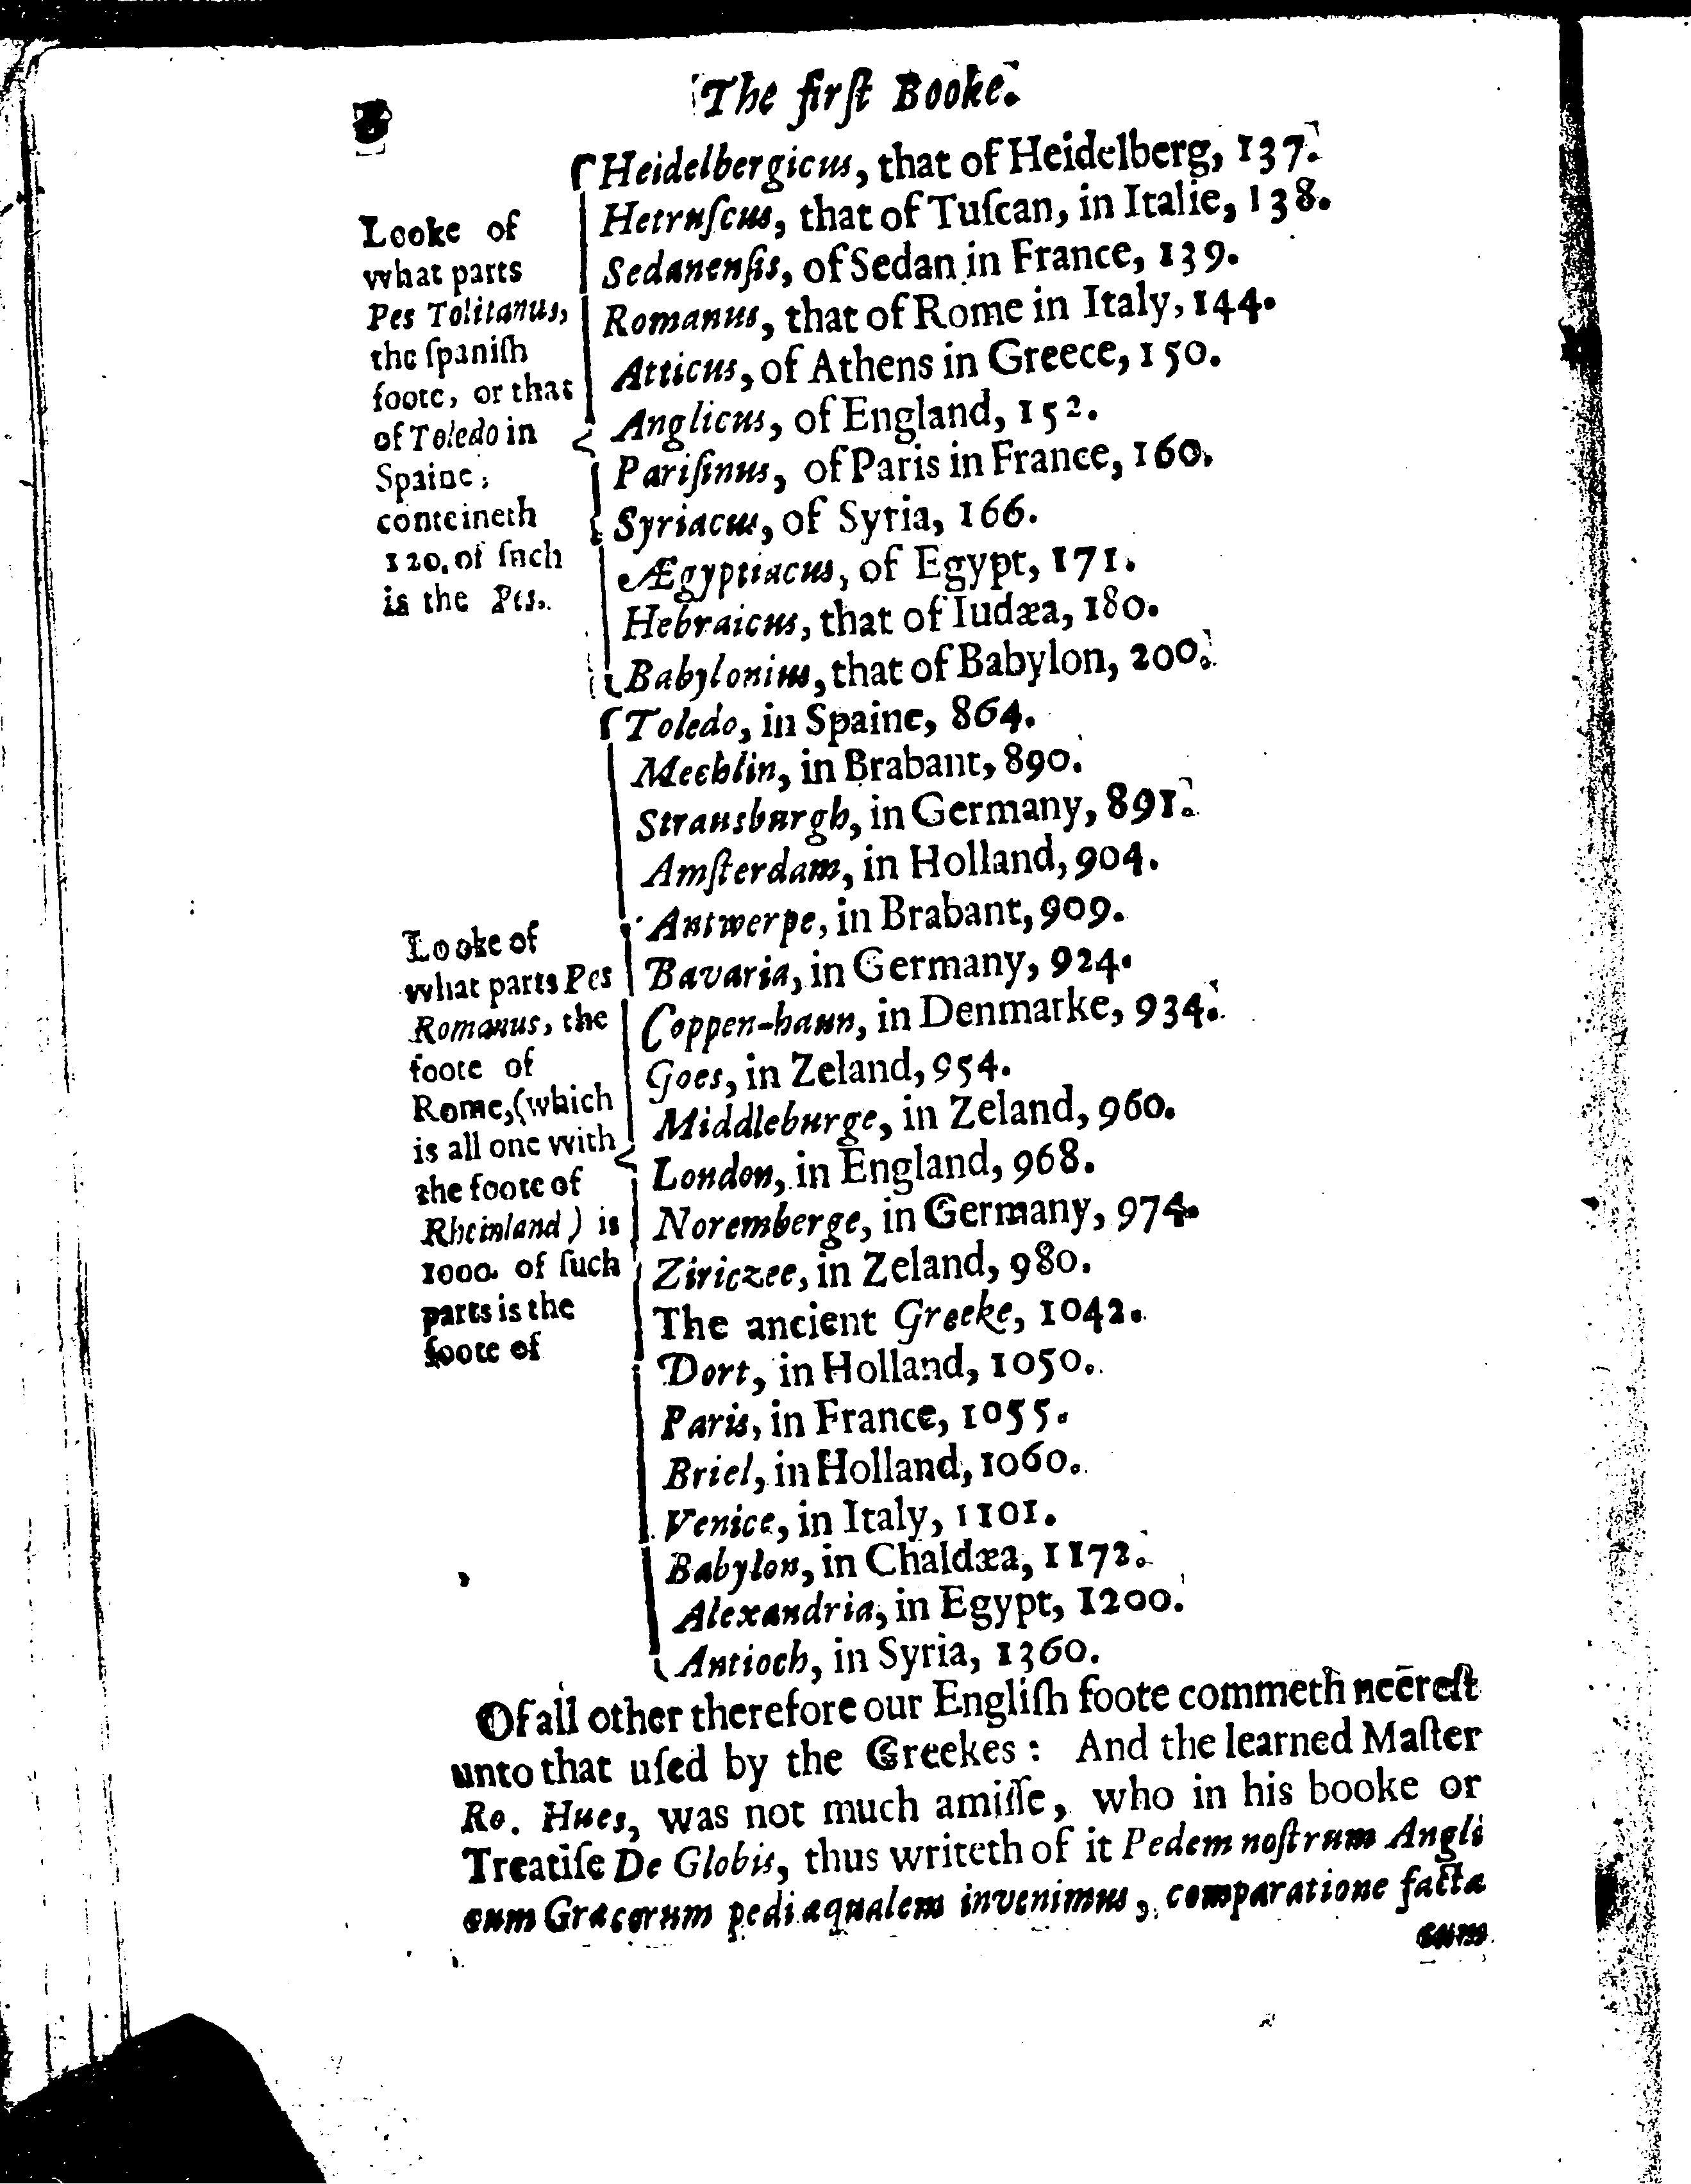 8
The firſt Booke.
Looke of
what parts
Pes Tolitanus,
the ſpaniſh
foote, or that
of Toledo in
Spaine,
conteineth
120. of ſuch
is the Pes.
Heidelbergicus, that of Heidelberg, 137.
Hetruſcus, that of Tuſcan, in Italie, 138.
Sedanenſis, of Sedan in France, 139.
Romanus, that of Rome in Italy, 144.
Atticus, of Athens in Greece, 150.
Anglicus, of England, 152.
Pariſinus, of Paris in France, 160.
Syriacus, of Syria, 166.
Ægyptiacus, of Egypt, 171.
Hebraicus, that of Iudæa, 180.
Babylonius, that of Babylon, 200.
Looke of
what parts Pes
Romanus, the
foote of
Rome, (which
is all one with
the foote of
Rheinland) is
1000. of ſuch
parts is the
foote of
Toledo, in Spaine, 864.
Mechlin, in Brabant, 890.
Strausburgh, in Germany, 891.
Amſterdam, in Holland, 904.
Antwerpe, in Brabant, 909.
Bavaria, in Germany, 924.
Coppen-haun, in Denmarke, 934.
Goes, in Zeland, 954.
Middleburge, in Zeland, 960.
London, in England, 968.
Noremberge, in Germany, 974.
Ziriczee, in Zeland, 980.
The ancient Greeke, 1042.
Dort, in Holland, 1050.
Paris, in France, 1055.
Briel, in Holland, 1060.
Venice, in Italy, 1101.
Babylon, in Chaldæa, 1172.
Alexandria, in Egypt, 1200.
Antioch, in Syria, 1360.
Of all other therefore our Engliſh foote commeth neereſt
unto that uſed by the Greekes: And the learned Maſter
Ro. Hues, was not much amiſſe, who in his booke or
Treatiſe De Globis, thus writeth of it Pedem noſtrum Angli
cum Græcorum pedi æqualem invenimus, comparatione facta
cum